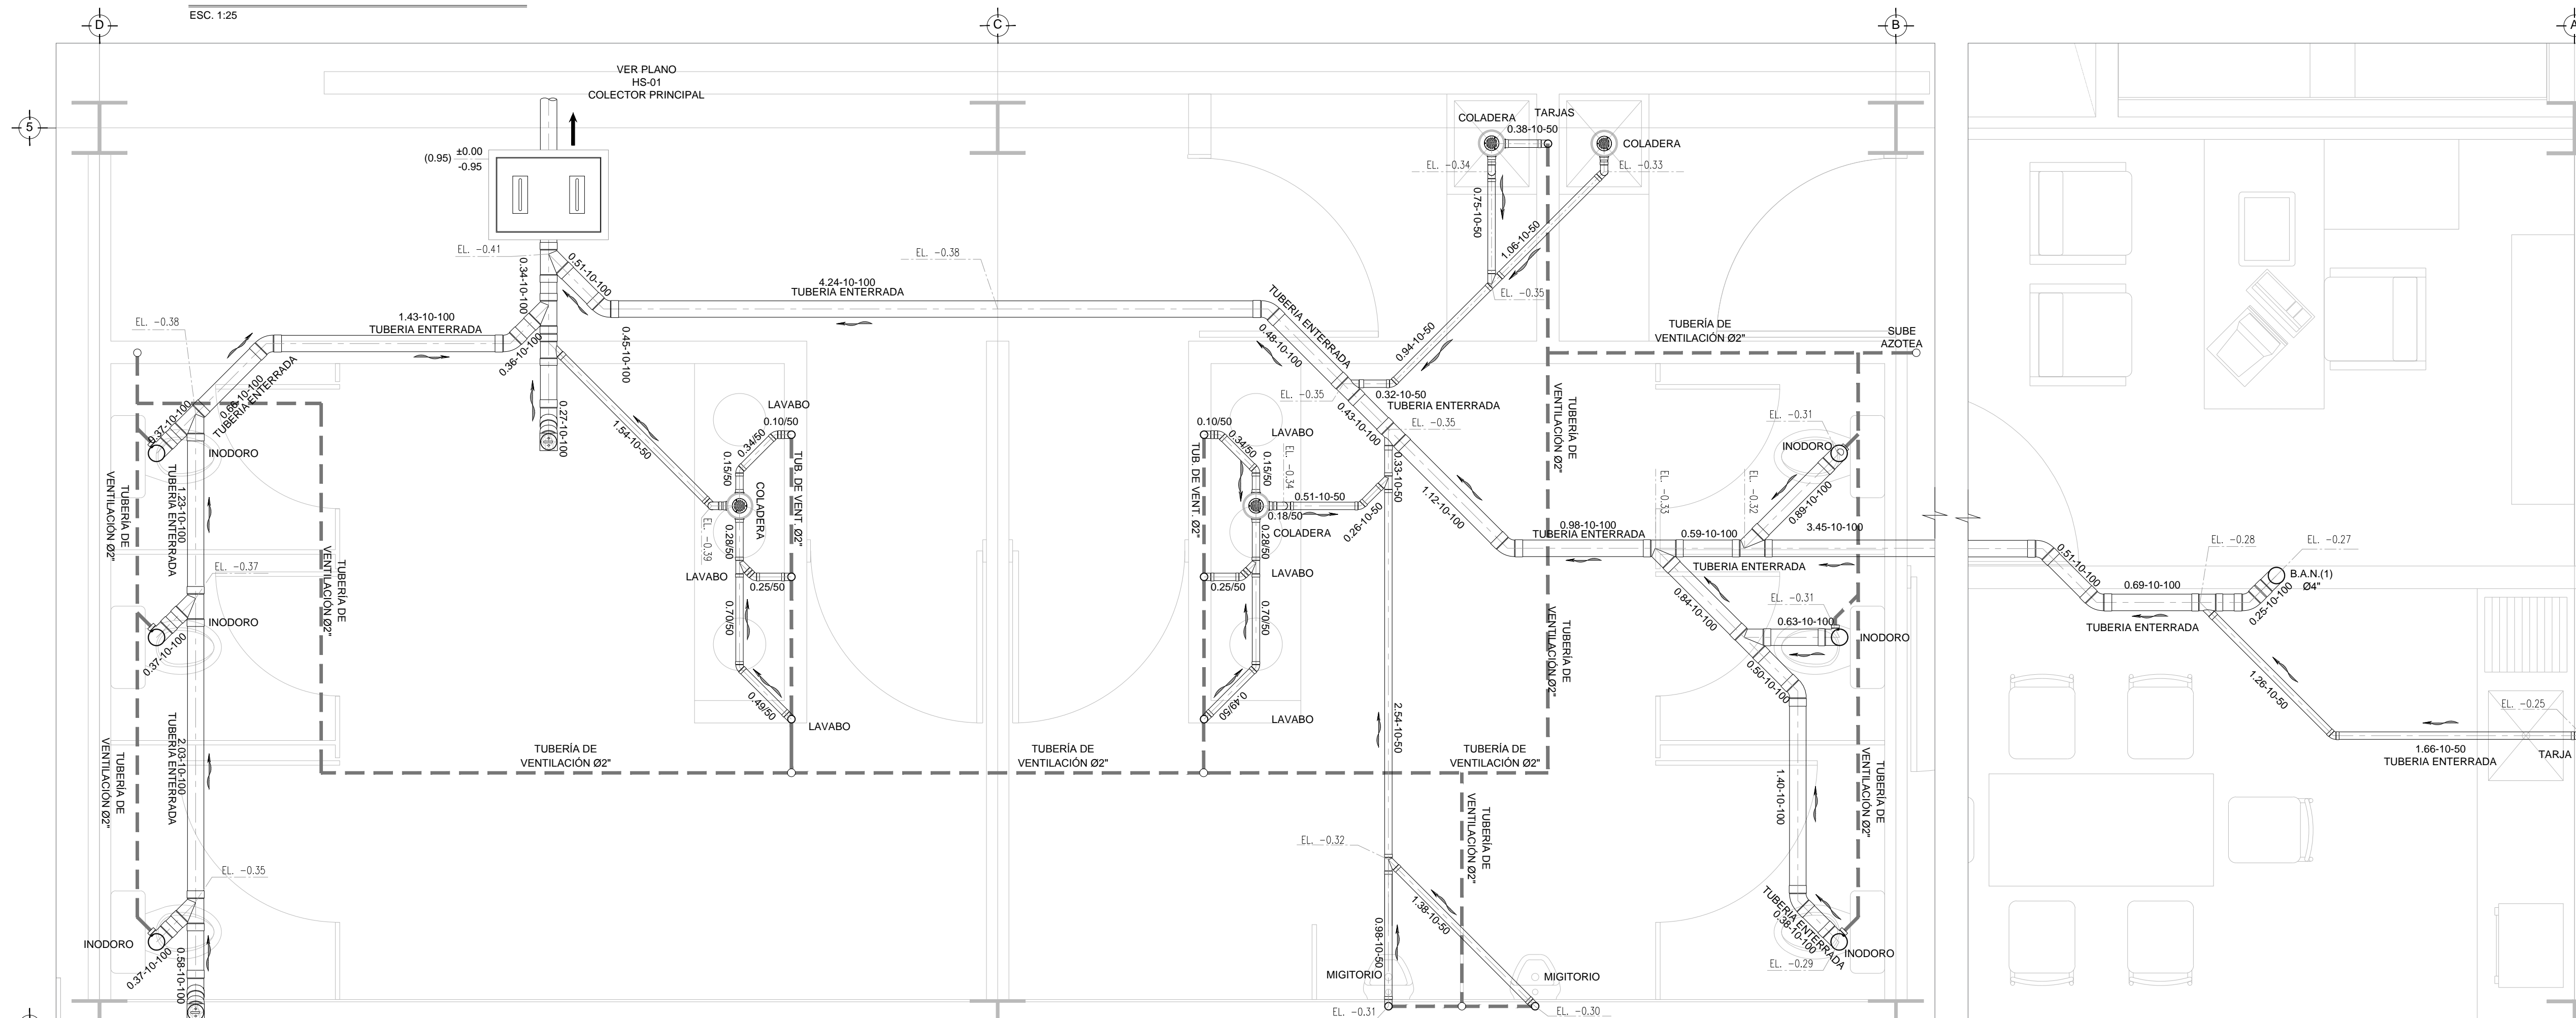 ESC. 1:25
D
C
B
A
5
VER PLANO
HS-01
COLECTOR PRINCIPAL
(0.95)
±0.00
-0.95
EL. -0.41
0.34-10-100
0.51-10-100
EL. -0.38
4.24-10-100
TUBERIA ENTERRADA
EL. -0.38
1.43-10-100
TUBERIA ENTERRADA
0.36-10-100
0.45-10-100
0.27-10-100
0.68-10-100
TUBERIA ENTERRADA
0.37-10-100
INODORO
TUBERÍA DE
VENTILACIÓN Ø2"
1.23-10-100
TUBERIA ENTERRADA
TUBERÍA DE
VENTILACIÓN Ø2"
EL. -0.37
INODORO
0.37-10-100
2.03-10-100
TUBERIA ENTERRADA
TUBERÍA DE
VENTILACIÓN Ø2"
EL. -0.35
INODORO
0.37-10-100
0.58-10-100
1.54-10-50
LAVABO
0.10/50
0.34/50
0.15/50
TUB. DE VENT. Ø2"
COLADERA
EL. -0.39
0.28/50
LAVABO
0.25/50
0.70/50
0.49/50
LAVABO
TUBERÍA DE
VENTILACIÓN Ø2"
TUBERÍA DE
VENTILACIÓN Ø2"
TUBERÍA DE
VENTILACIÓN Ø2"
COLADERA
TARJAS
0.38-10-50
COLADERA
EL. -0.34
EL. -0.33
0.75-10-50
1.06-10-50
EL. -0.35
0.94-10-50
TUBERIA ENTERRADA
0.48-10-100
EL. -0.35
0.32-10-50
TUBERIA ENTERRADA
0.43-10-100
EL. -0.35
0.10/50
LAVABO
0.34/50
0.15/50
EL. -0.34
TUB. DE VENT. Ø2"
0.51-10-50
0.18/50
COLADERA
0.26-10-50
0.33-10-50
0.28/50
LAVABO
0.25/50
0.70/50
0.49/50
LAVABO
1.12-10-100
TUBERÍA DE
VENTILACIÓN Ø2"
SUBE
AZOTEA
TUBERÍA DE
VENTILACIÓN Ø2"
TUBERÍA DE
VENTILACIÓN Ø2"
EL. -0.31
INODORO
EL. -0.33
EL. -0.32
0.89-10-100
0.98-10-100
TUBERIA ENTERRADA
0.59-10-100
3.45-10-100
TUBERIA ENTERRADA
EL. -0.31
0.84-10-100
0.63-10-100
INODORO
0.50-10-100
1.40-10-100
TUBERÍA DE
VENTILACIÓN Ø2"
TUBERIA ENTERRADA
0.38-10-100
INODORO
EL. -0.29
2.54-10-50
EL. -0.32
TUBERÍA DE
VENTILACIÓN Ø2"
1.38-10-50
0.98-10-50
MIGITORIO
MIGITORIO
EL. -0.31
EL. -0.30
0.51-10-100
EL. -0.28
EL. -0.27
0.69-10-100
B.A.N.(1)
Ø4"
0.25-10-100
TUBERIA ENTERRADA
1.26-10-50
EL. -0.25
1.66-10-50
TUBERIA ENTERRADA
TARJA